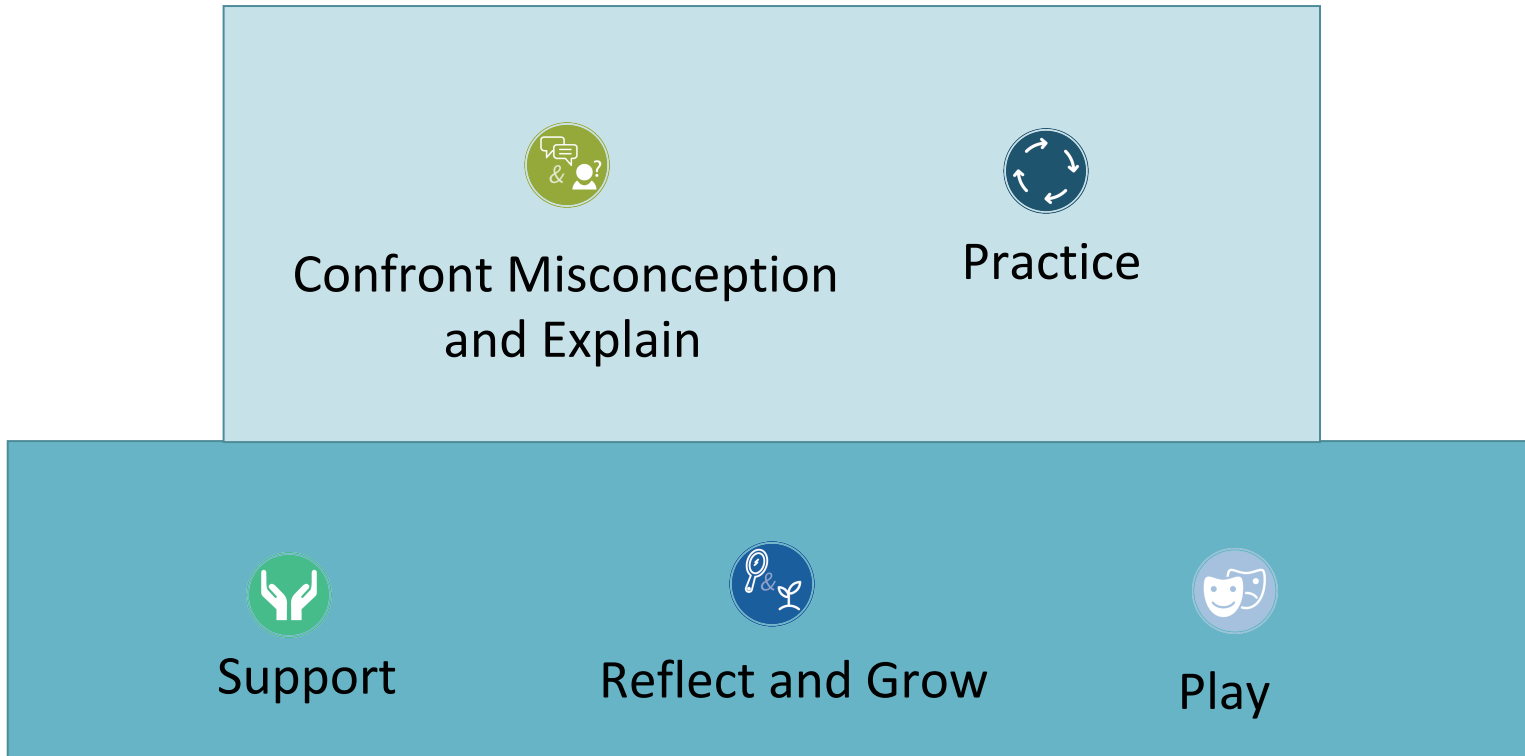 &
?
Confront Misconception
and Explain
Practice
&
Support
Reflect and Grow
Play